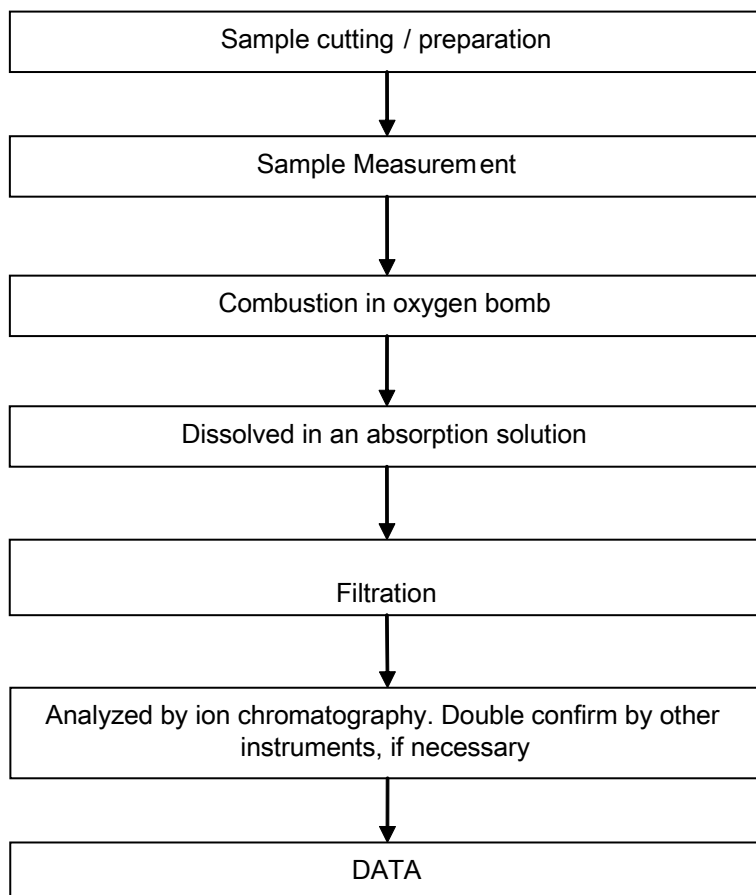 Sample cutting / preparation
Sample Measurement
Combustion in oxygen bomb
Dissolved in an absorption solution
Filtration
Analyzed by ion chromatography. Double confirm by other
instruments, if necessary
DATA